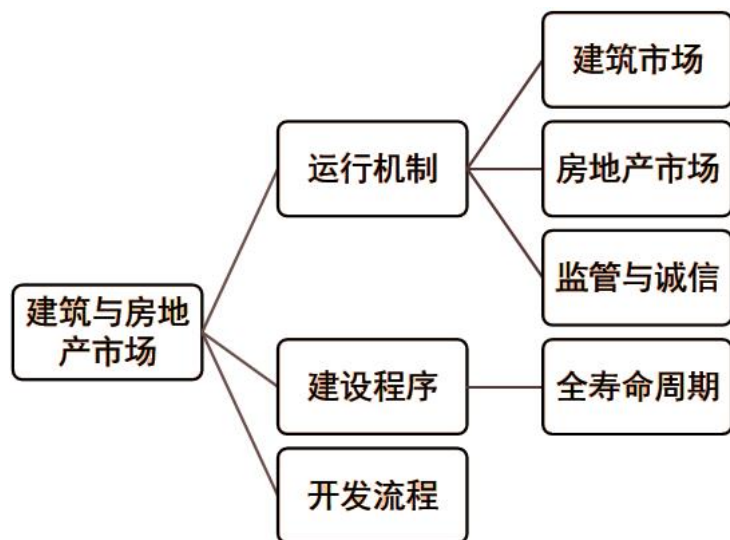 建筑市场
运行机制
房地产市场
监管与诚信
建筑与房地
产市场
建设程序
全寿命周期
开发流程